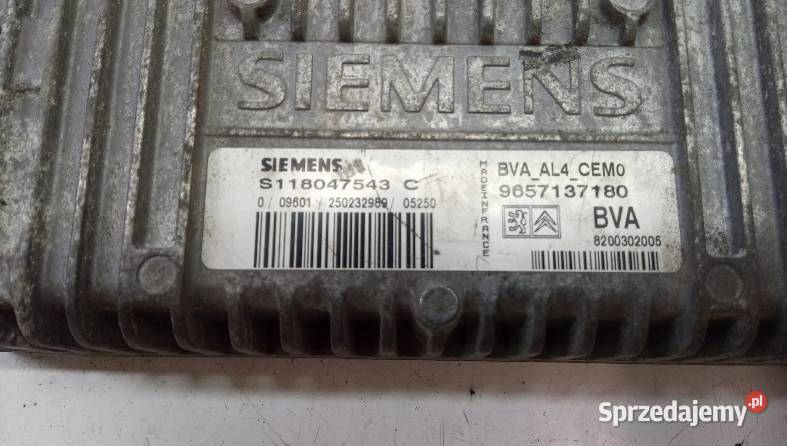 SIEMENS
SIEMENS
S118047543 C
0 / 09601 / 250232989 / 05250
MADE IN FRANCE
BVA_AL4_CEM0
9657137180
BVA
8200302005
Sprzedajemy.pl